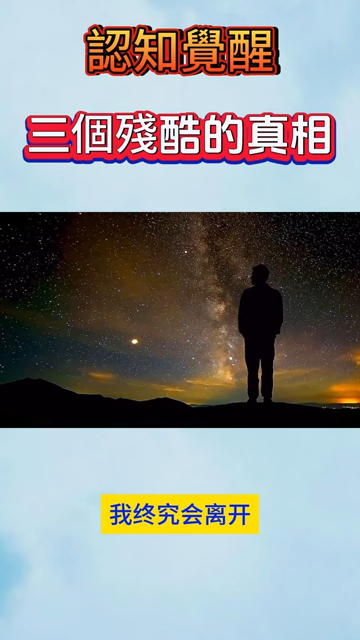 認知覺醒
三個殘酷的真相
我终究会离开